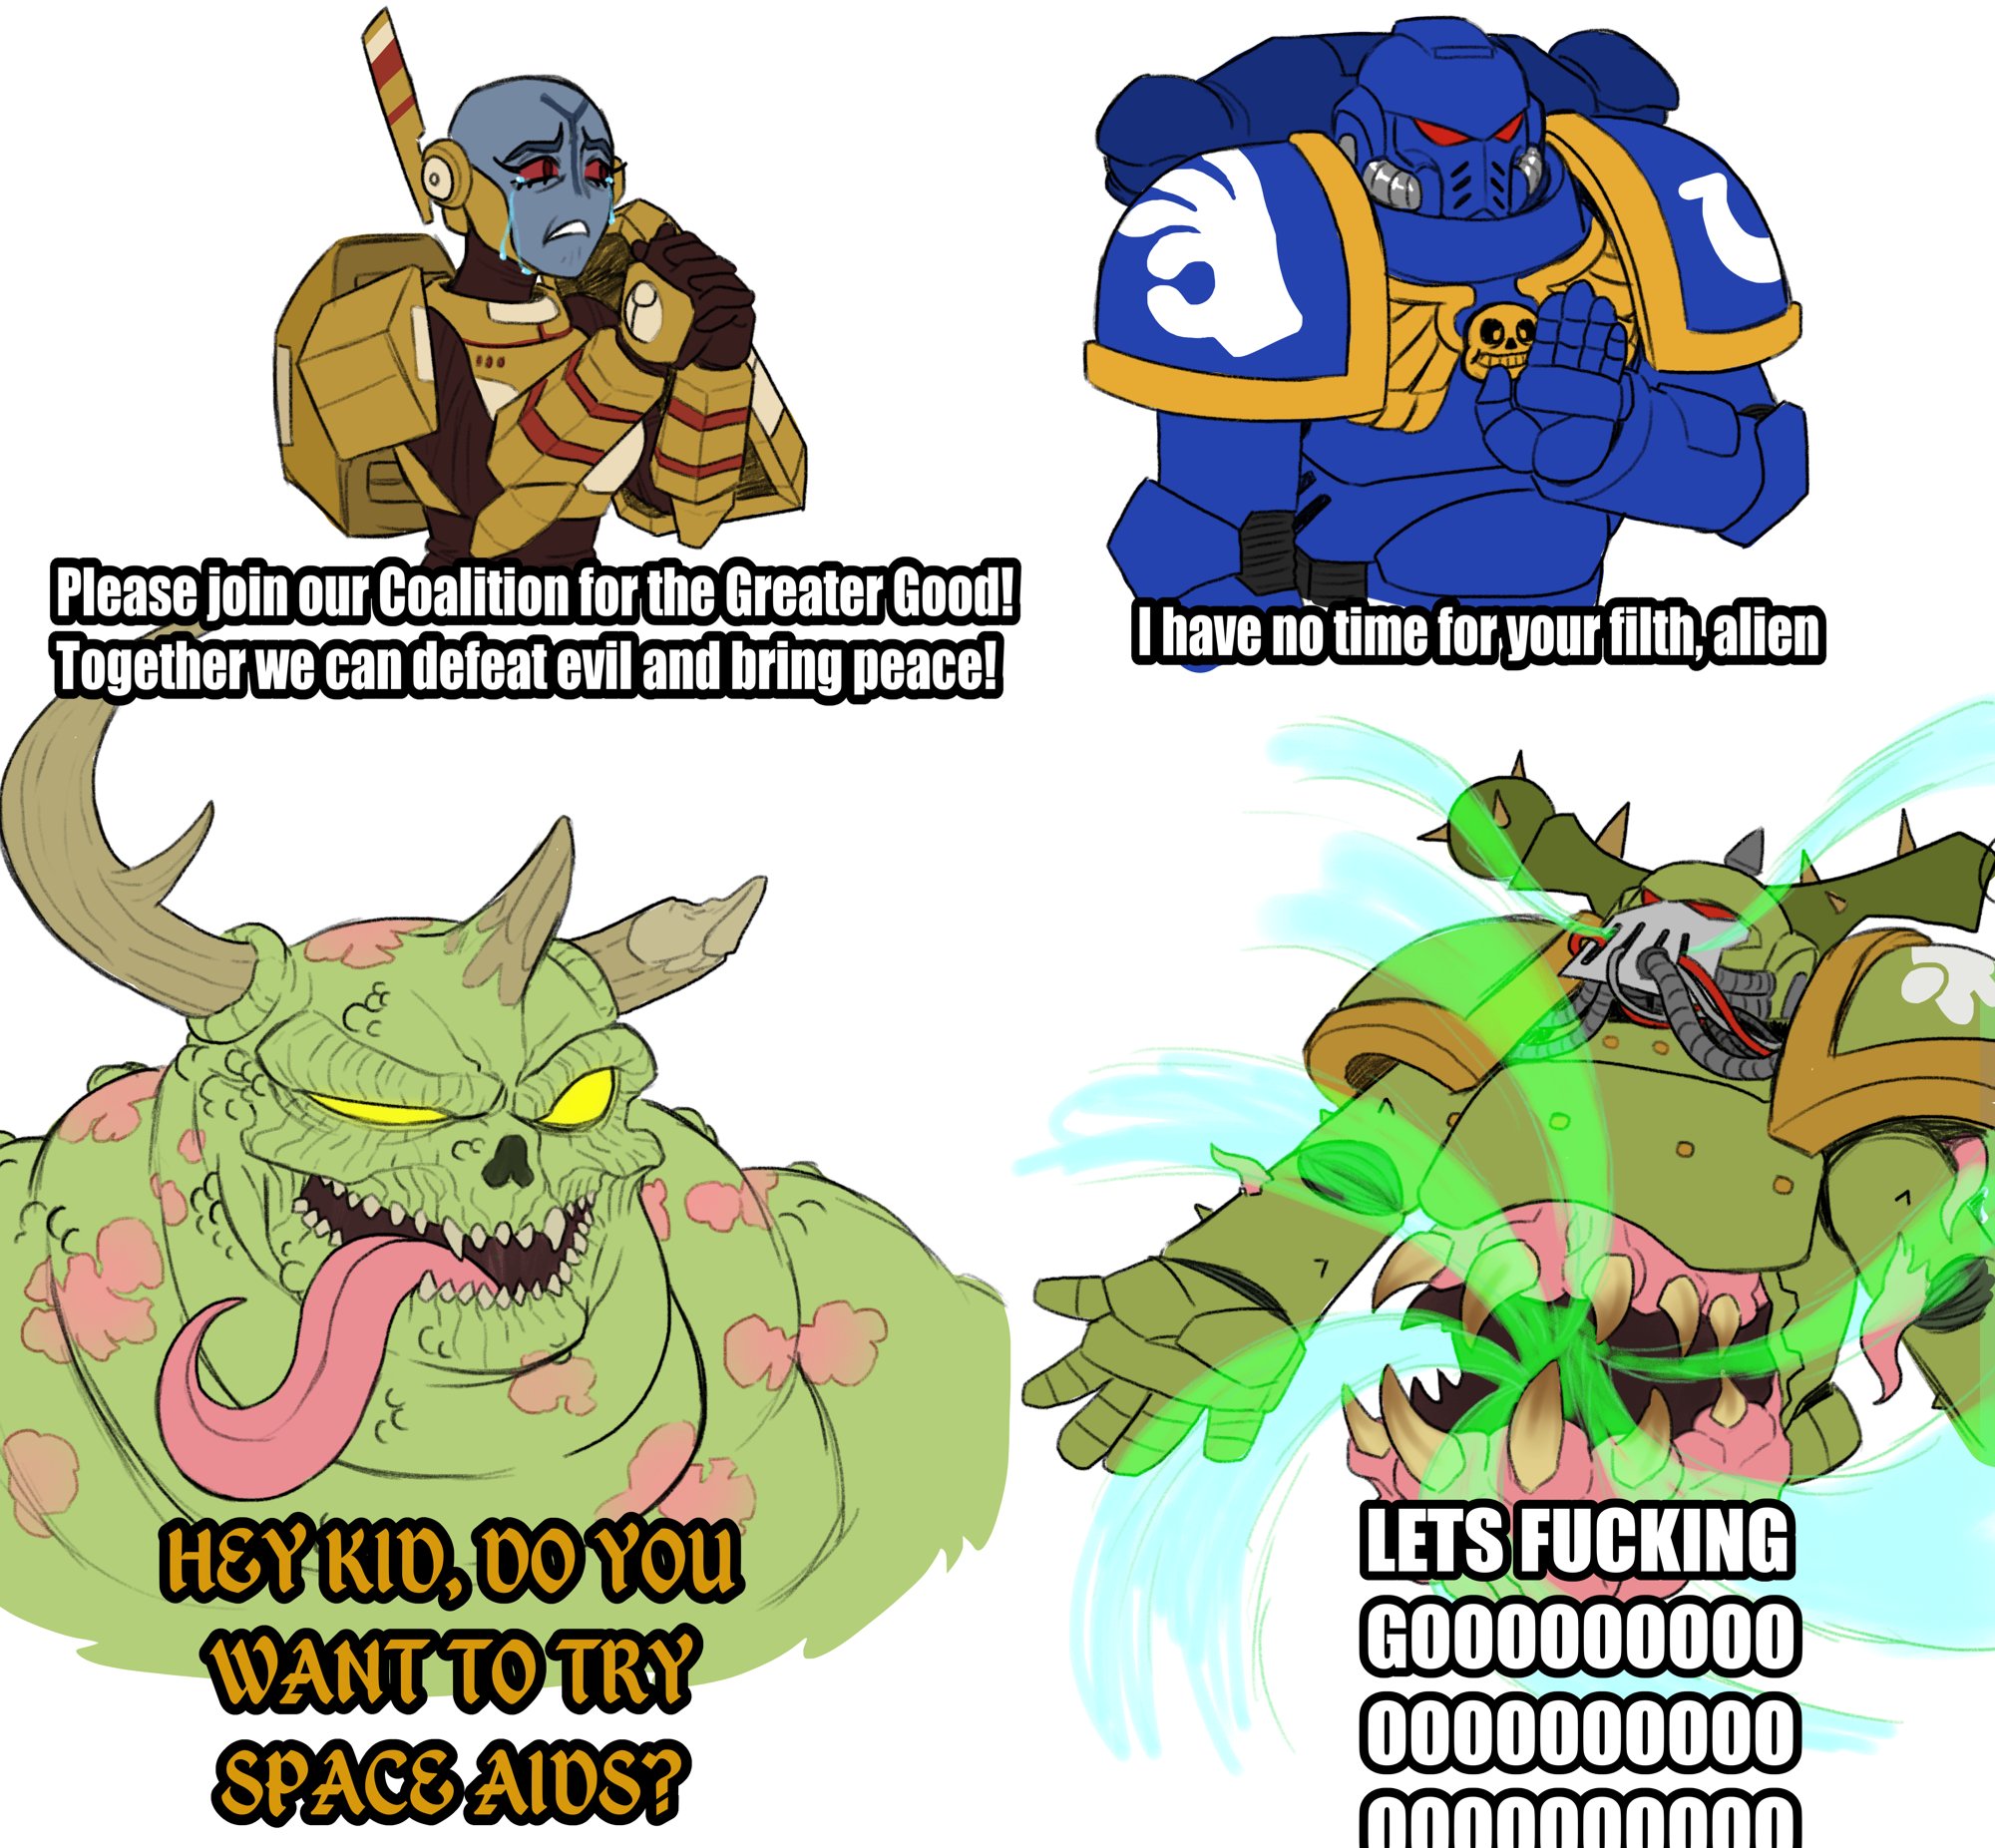 Please join our Coalition for the Greater Good!
Together we can defeat evil and bring peace!
I have no time for your filth, alien
HEY KID, DO YOU
WANT TO TRY
SPACE AIDS?
LETS FUCKING
GOOOOOOOOO
OOOOOOOOOO
OOOOOOOOOO